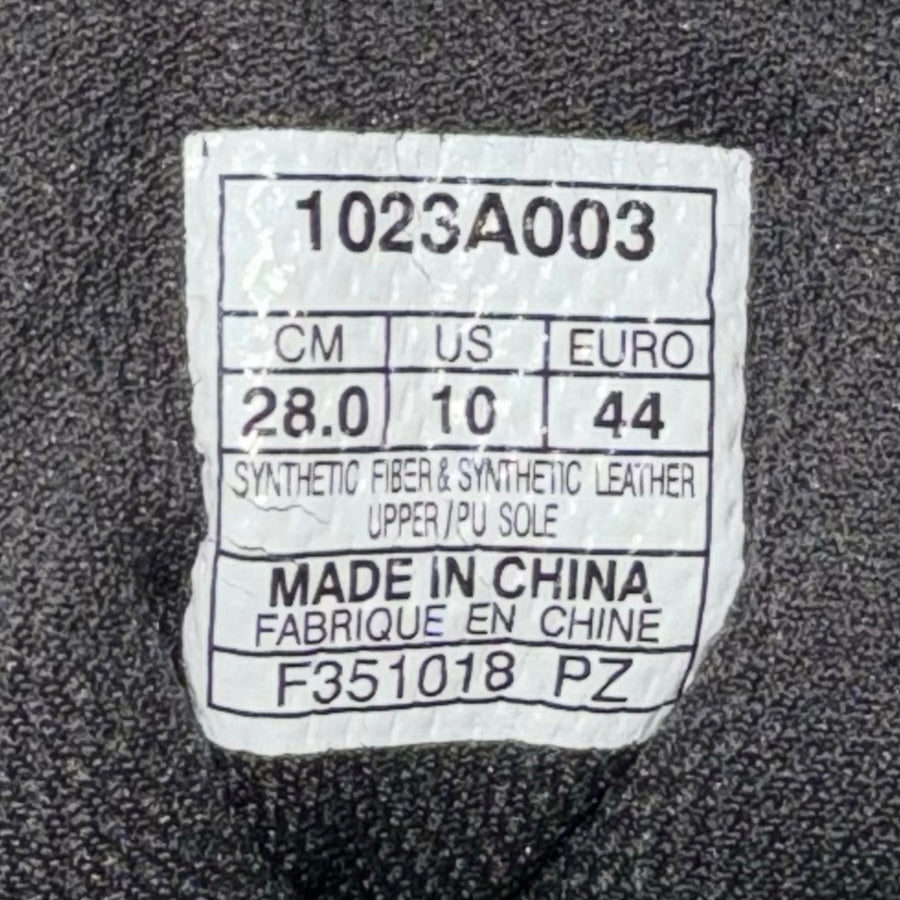 1023A003
CM US EURO
28.0 10 44
SYNTHETIC FIBER & SYNTHETIC LEATHER
UPPER/PU SOLE
MADE IN CHINA
FABRIQUE EN CHINE
F351018 PZ